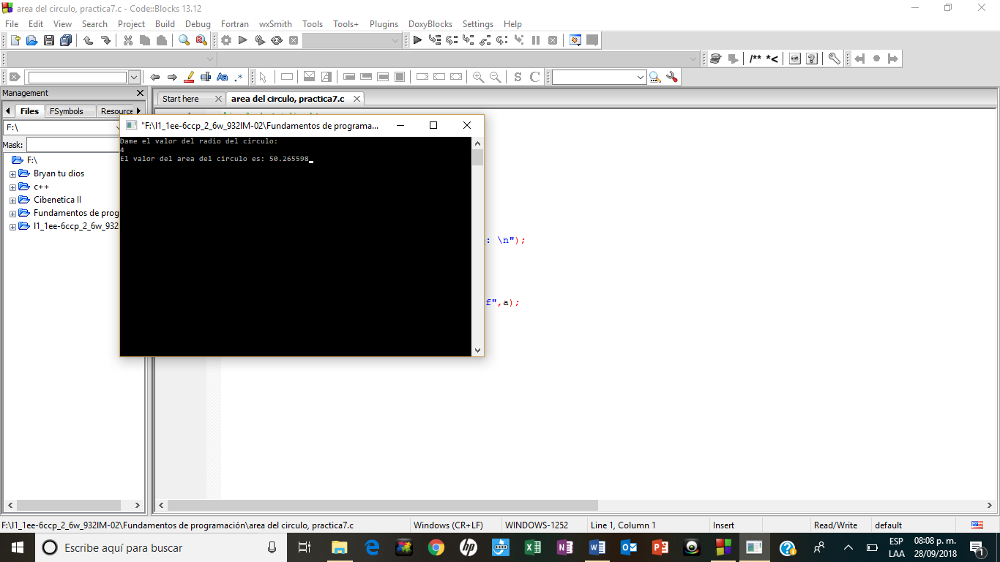 area del circulo, practica7.c - Code::Blocks 13.12
File Edit View Search Project Build Debug Fortran wxSmith Tools Tools+ Plugins DoxyBlocks Settings Help
/** *<
Aa .*
S C
Management
Start here area del circulo, practica7.c
Files FSymbols Resource
F:\
Mask:
F:\
Bryan tu dios
c++
Cibenetica II
Fundamentos de prog
I1_1ee-6ccp_2_6w_932
"F:\I1_1ee-6ccp_2_6w_932IM-02\Fundamentos de programa...
Dame el valor del radio del circulo:
4
El valor del area del circulo es: 50.265598
: \n");
f",a);
F:\I1_1ee-6ccp_2_6w_932IM-02\Fundamentos de programación\area del circulo, practica7.c Windows (CR+LF) WINDOWS-1252 Line 1, Column 1 Insert Read/Write default
Escribe aquí para buscar
ESP 08:08 p. m.
LAA 28/09/2018
1